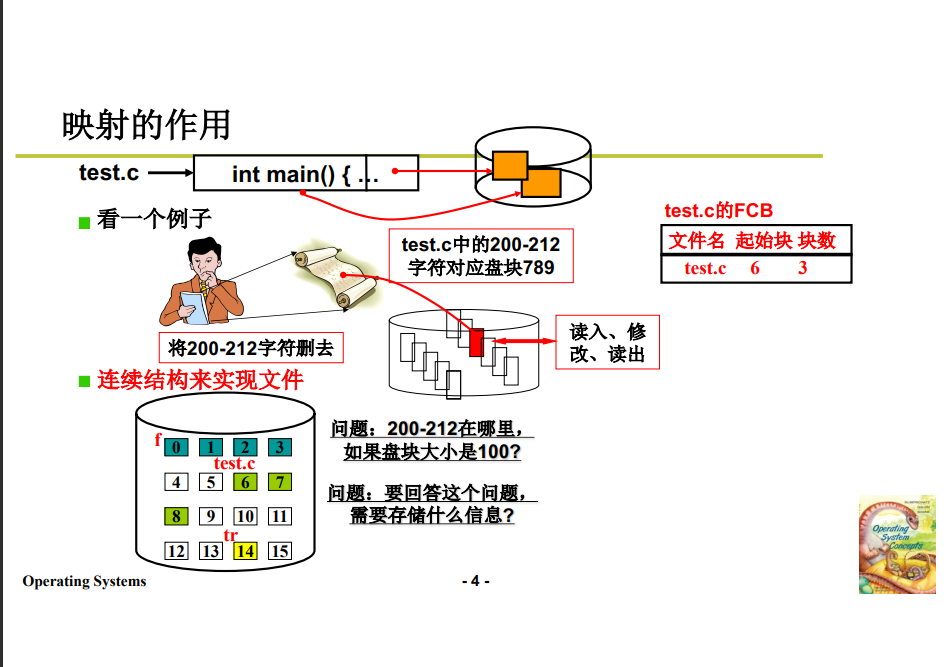 映射的作用
test.c
int main() { …
看一个例子
test.c中的200-212
字符对应盘块789
test.c的FCB
文件名 起始块 块数
test.c 6 3
将200-212字符删去
读入、修
改、读出
连续结构来实现文件
f
0 1 2 3
test.c
4 5 6 7
8 9 10 11
tr
12 13 14 15
问题：200-212在哪里，
如果盘块大小是100?
问题：要回答这个问题，
需要存储什么信息?
Operating
System
Concepts
Operating Systems
- 4 -